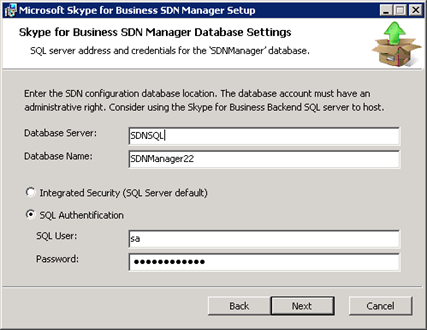 Microsoft Skype for Business SDN Manager Setup
Skype for Business SDN Manager Database Settings
SQL server address and credentials for the 'SDNManager' database.
Enter the SDN configuration database location. The database account must have an
administrative right. Consider using the Skype for Business Backend SQL server to host.
Database Server: SDNSQL
Database Name: SDNManager22
Integrated Security (SQL Server default)
SQL Authentification
SQL User: sa
Password: ●●●●●●●●●●●●
Back Next Cancel